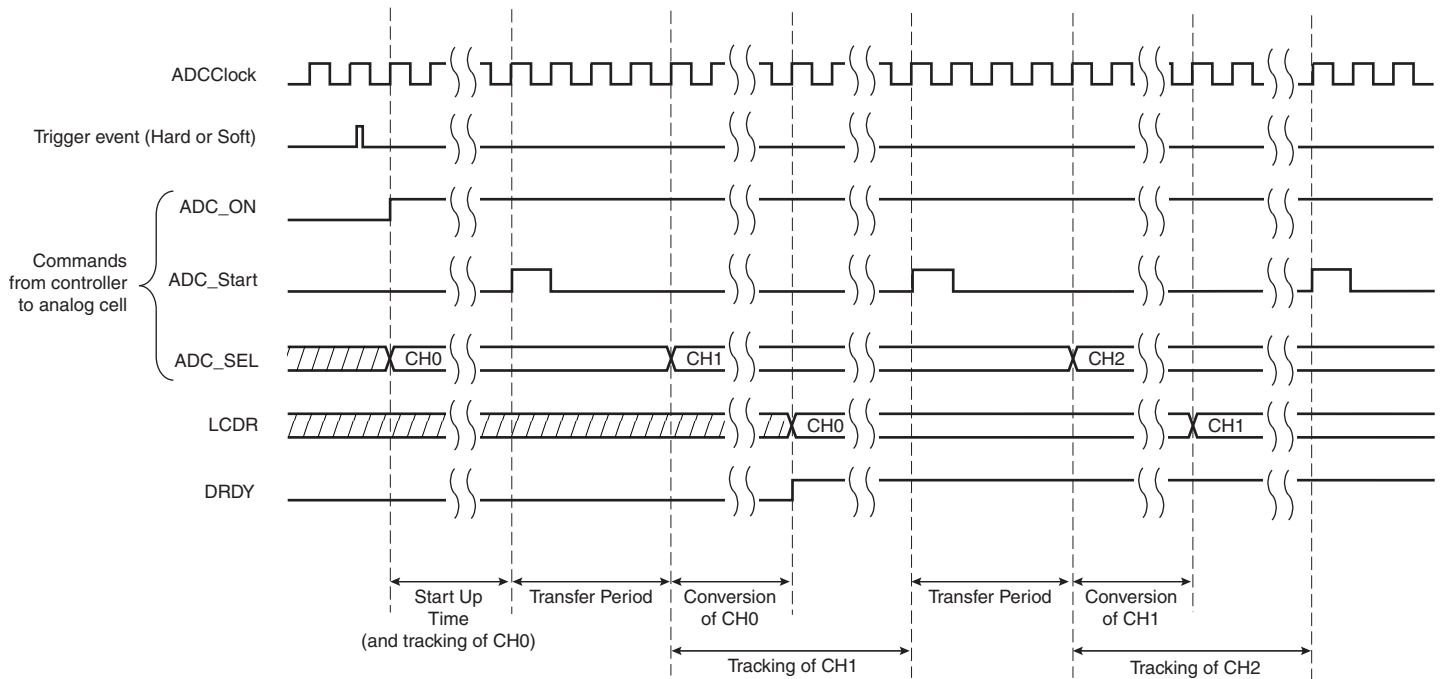 ADCClock
Trigger event (Hard or Soft)
ADC_ON
Commands
from controller
to analog cell
ADC_Start
ADC_SEL
CH0
CH1
CH2
LCDR
CH0
CH1
DRDY
Start Up
Time
(and tracking of CH0)
Transfer Period
Conversion
of CH0
Transfer Period
Conversion
of CH1
Tracking of CH1
Tracking of CH2